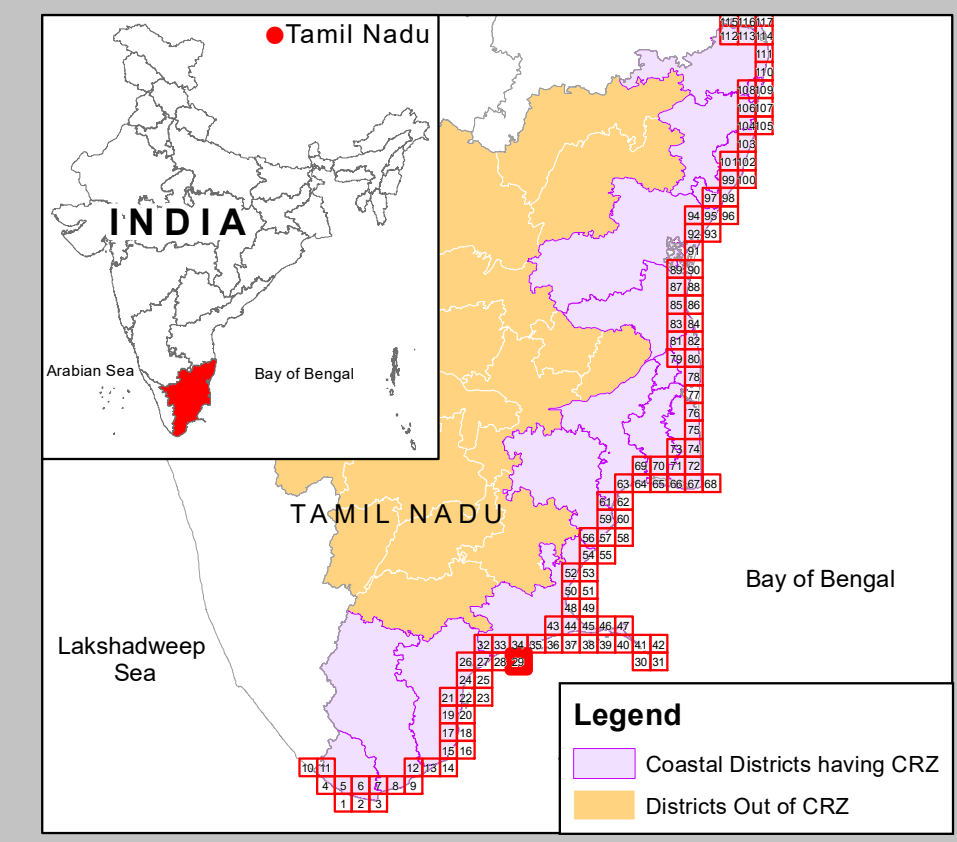 Tamil Nadu
INDIA
Arabian Sea
Bay of Bengal
115 116 117
112 113 114
111
110
108 109
106 107
104 105
103
101 102
99 100
97 98
94 95 96
92 93
91
89 90
87 88
85 86
83 84
81 82
79 80
78
77
76
75
73 74
69 70 71 72
63 64 65 66 67 68
61 62
59 60
56 57 58
54 55
52 53
50 51
48 49
43 44 45 46 47
32 33 34 35 36 37 38 39 40 41 42
26 27 28 29 30 31
24 25
21 22 23
19 20
17 18
15 16
10 11 12 13 14
4 5 6 7 8 9
1 2 3
TAMIL NADU
Bay of Bengal
Lakshadweep
Sea
Legend
Coastal Districts having CRZ
Districts Out of CRZ